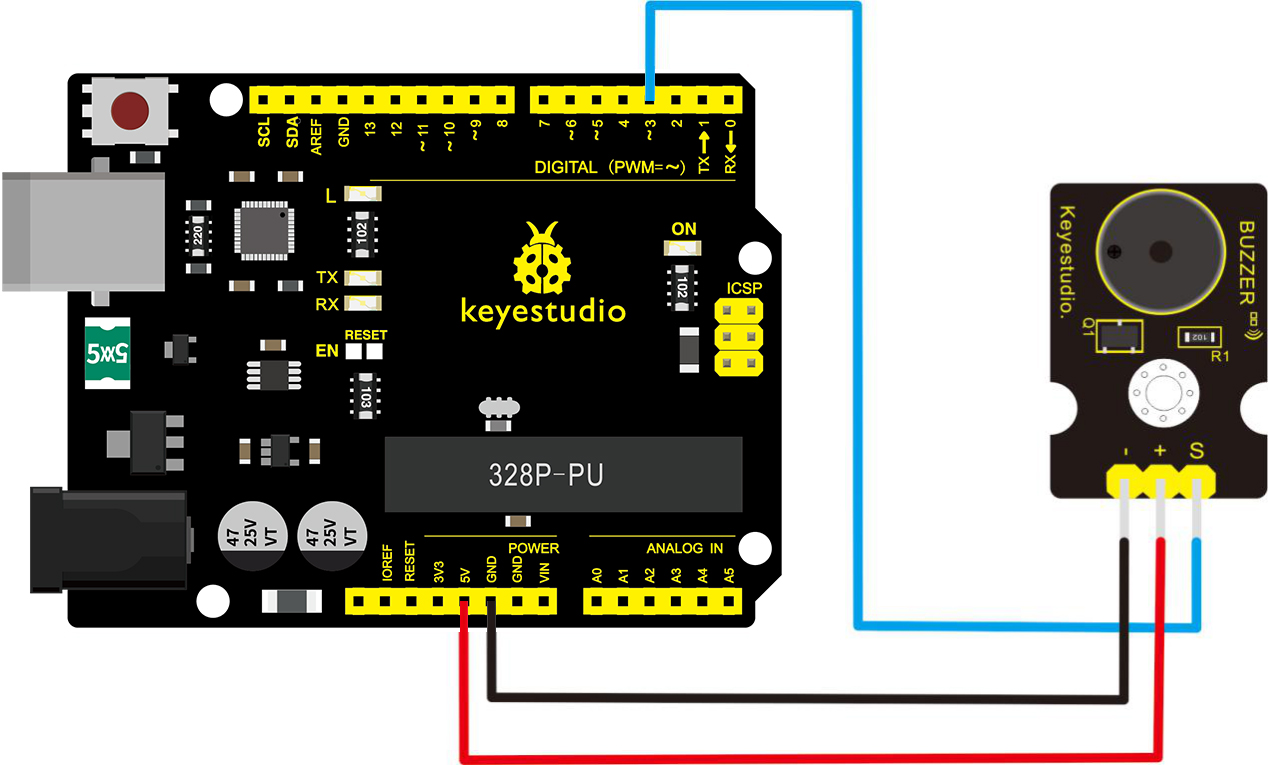 SCL
SDA
AREF
GND
13
12
~11
~10
~9
8
7
~6
~5
4
~3
2
TX→1
RX←0
DIGITAL (PWM=~)
L
220
102
TX
RX
RESET
EN
103
5XX5
keyestudio
ON
102
ICSP
328P-PU
47
25V
VT
47
25V
VT
POWER
ANALOG IN
IOREF
RESET
3V3
5V
GND
GND
VIN
A0
A1
A2
A3
A4
A5
Keyestudio.
BUZZER
Q1
102
R1
- + S